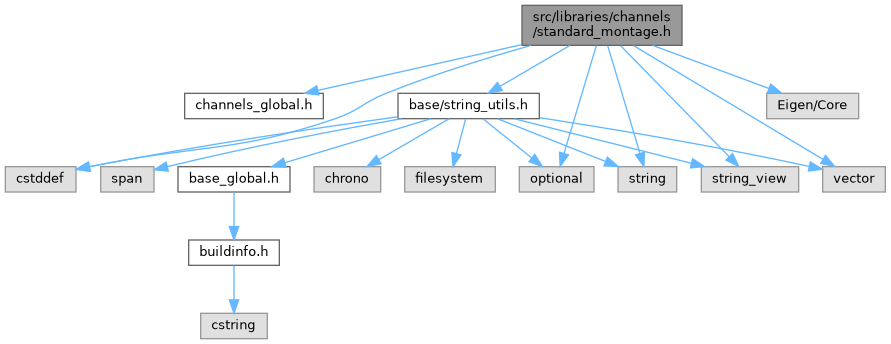 src/libraries/channels
/standard_montage.h
channels_global.h
base/string_utils.h
Eigen/Core
cstddef
span
base_global.h
chrono
filesystem
optional
string
string_view
vector
buildinfo.h
cstring